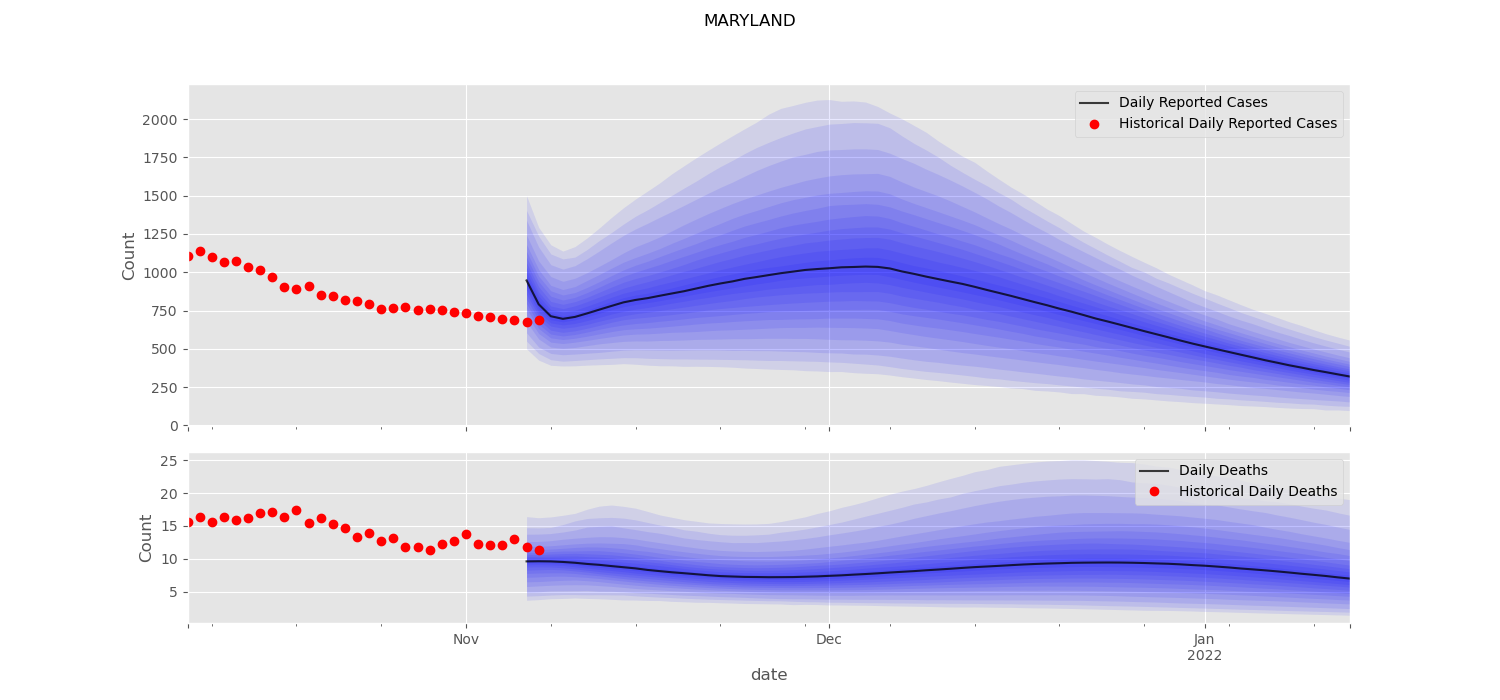 MARYLAND
Daily Reported Cases
Historical Daily Reported Cases
Count
2000
1750
1500
1250
1000
750
500
250
0
Daily Deaths
Historical Daily Deaths
Count
25
20
15
10
5
Nov
Dec
Jan
2022
date